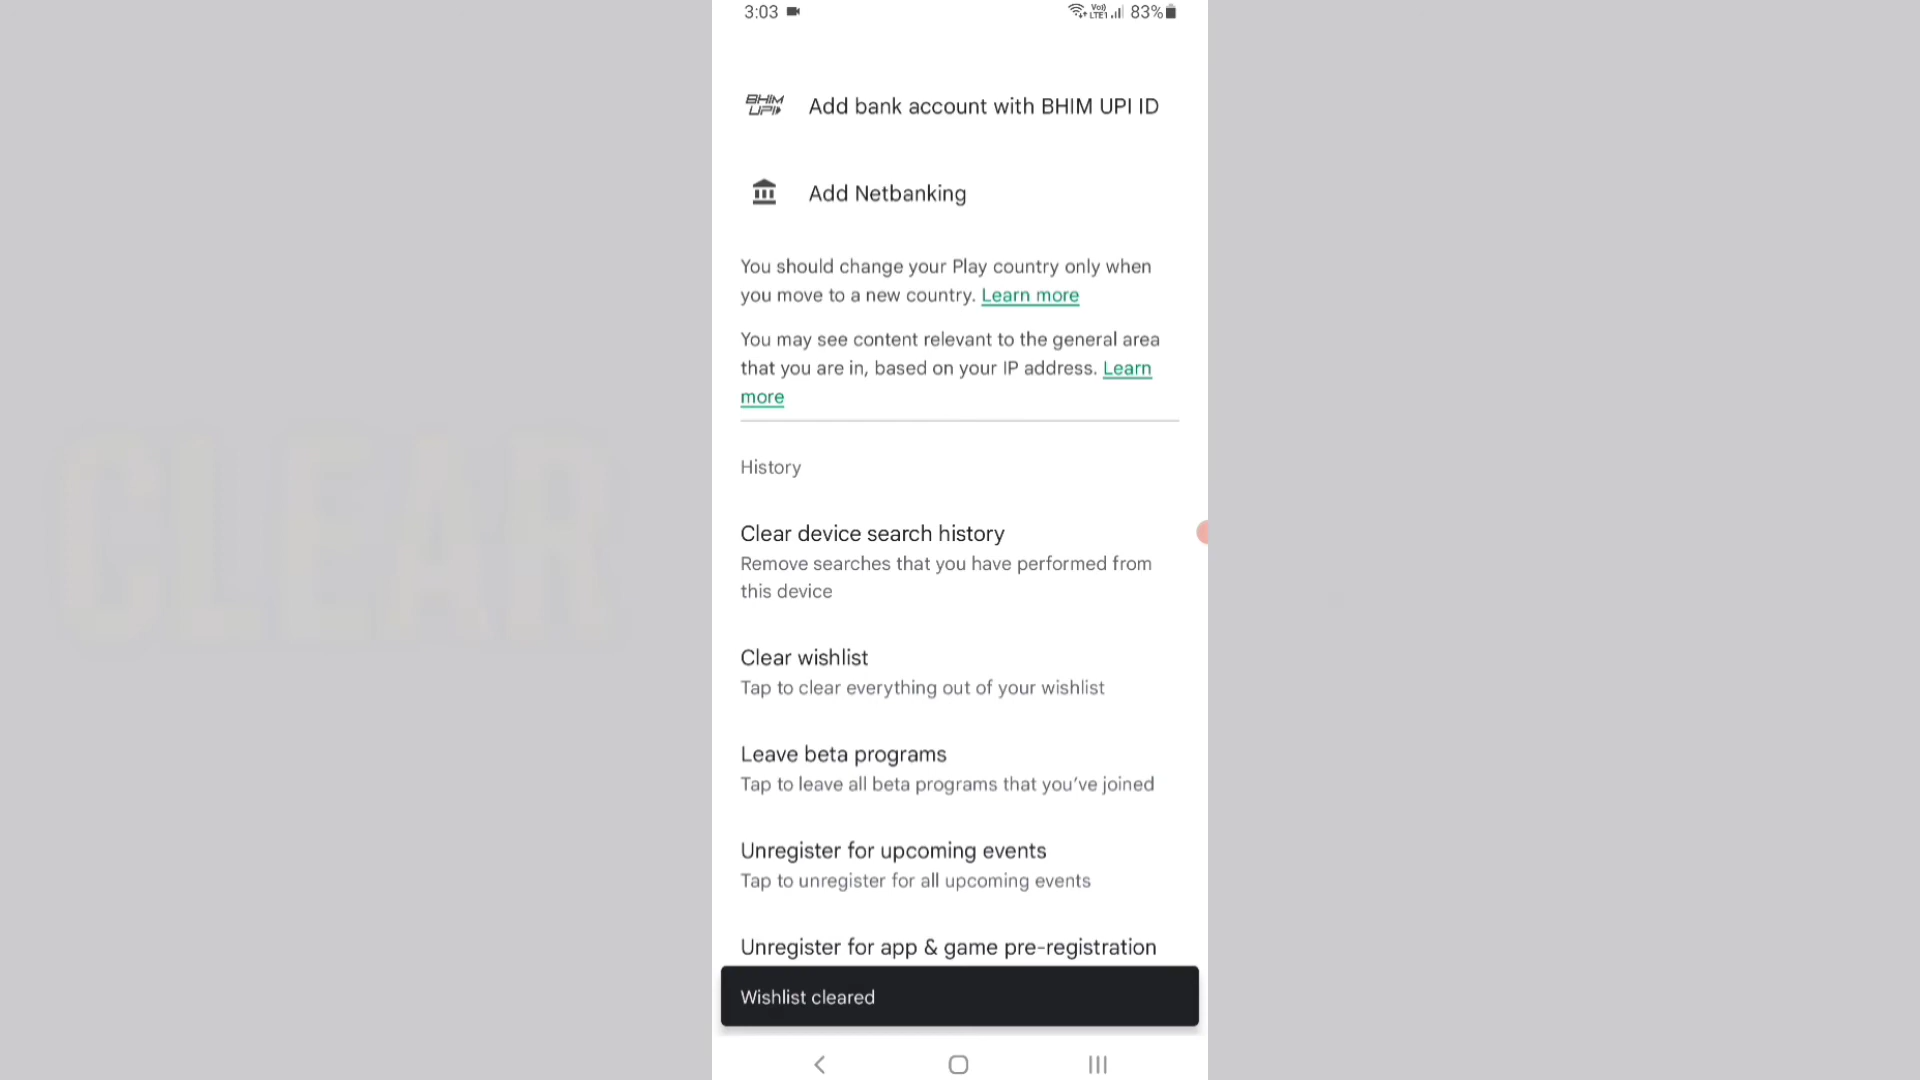 3:03 83%
BHIM UPI Add bank account with BHIM UPI ID
Add Netbanking
You should change your Play country only when
you move to a new country. Learn more
You may see content relevant to the general area
that you are in, based on your IP address. Learn
more
History
Clear device search history
Remove searches that you have performed from
this device
CLEAR
Clear wishlist
Tap to clear everything out of your wishlist
Leave beta programs
Tap to leave all beta programs that you’ve joined
Unregister for upcoming events
Tap to unregister for all upcoming events
Unregister for app & game pre-registration
Wishlist cleared